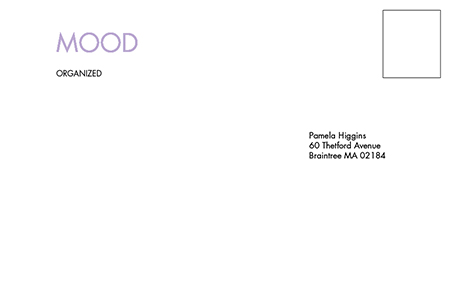 MOOD
ORGANIZED
Pamela Higgins
60 Thetford Avenue
Braintree MA 02184